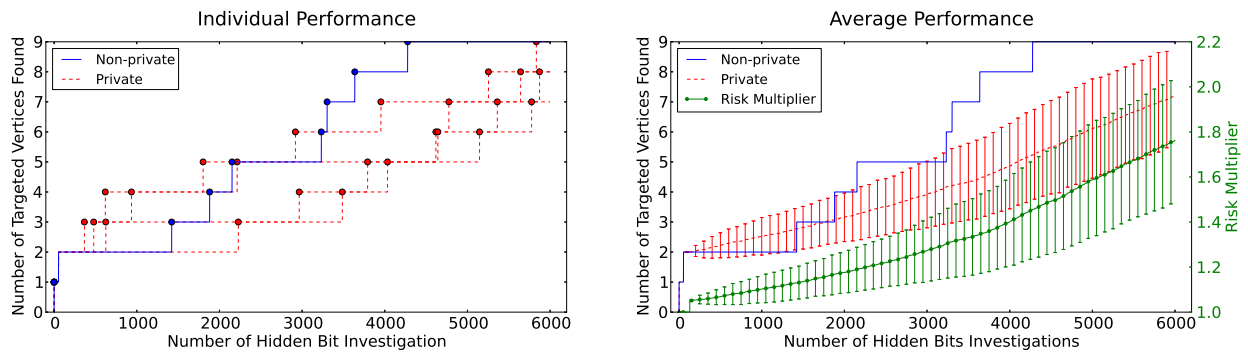 Individual Performance
Number of Targeted Vertices Found
9
8
7
6
5
4
3
2
1
0
Non-private
Private
0 1000 2000 3000 4000 5000 6000
Number of Hidden Bit Investigation
Average Performance
Number of Targeted Vertices Found
9
8
7
6
5
4
3
2
1
0
Non-private
Private
Risk Multiplier
2.2
2.0
1.8
1.6
1.4
1.2
1.0
Risk Multiplier
0 1000 2000 3000 4000 5000 6000
Number of Hidden Bits Investigations